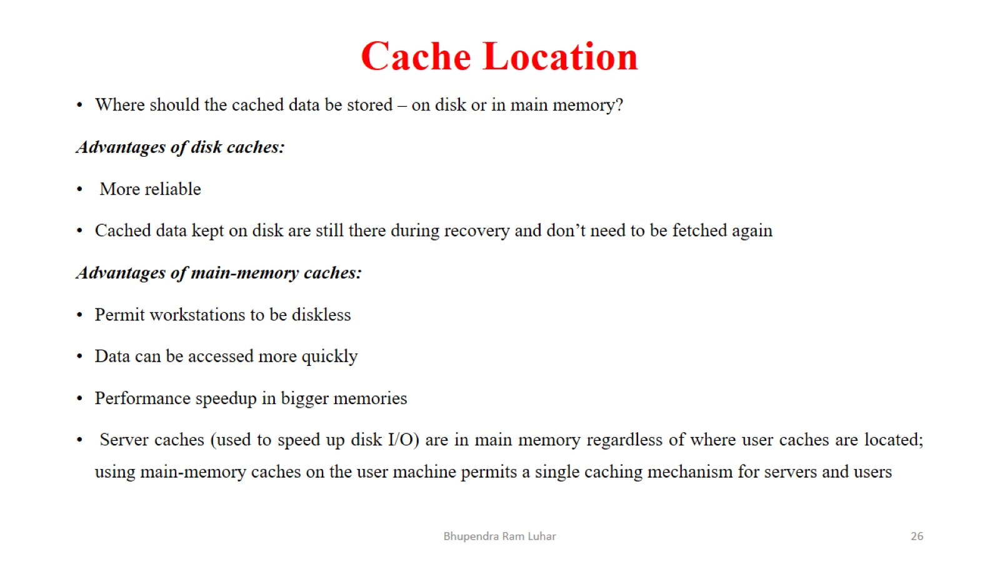 Cache Location
• Where should the cached data be stored – on disk or in main memory?
Advantages of disk caches:
• More reliable
• Cached data kept on disk are still there during recovery and don’t need to be fetched again
Advantages of main-memory caches:
• Permit workstations to be diskless
• Data can be accessed more quickly
• Performance speedup in bigger memories
• Server caches (used to speed up disk I/O) are in main memory regardless of where user caches are located;
using main-memory caches on the user machine permits a single caching mechanism for servers and users
Bhupendra Ram Luhar
26